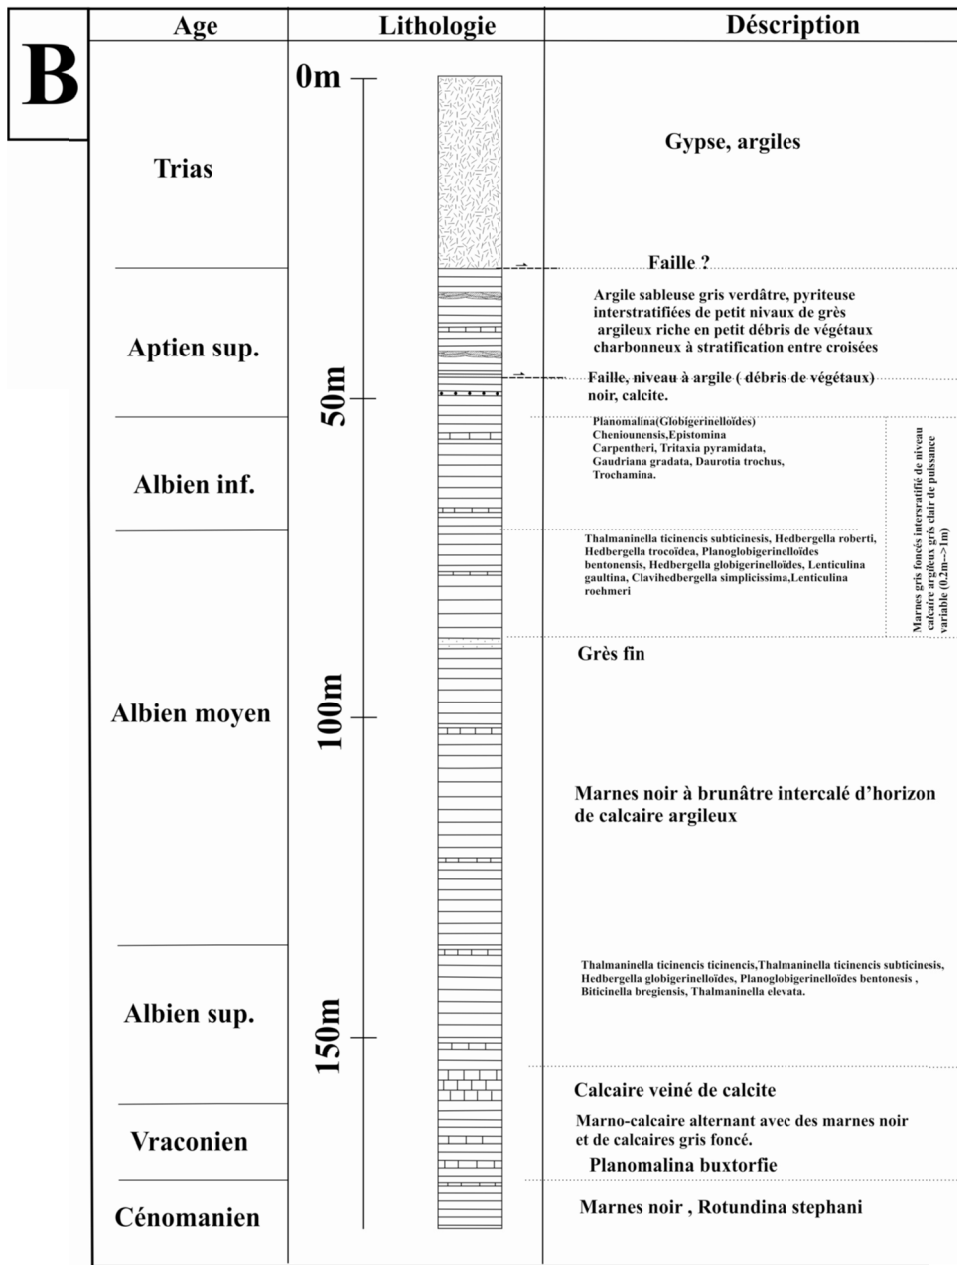 B
Age
Lithologie
Déscription
0m
Trias
Gypse, argiles
Faille ?
Aptien sup.
Argile sableuse gris verdâtre, pyriteuse
interstratifiées de petit nivaux de grès
argileux riche en petit débris de végétaux
charbonneux à stratification entre croisées
Faille, niveau à argile ( débris de végétaux)
noir, calcite.
50m
Albien inf.
Planomalina(Globigerinelloïdes)
Cheniounensis,Epistomina
Carpentheri, Tritaxia pyramidata,
Gaudriana gradata, Daurotia trochus,
Trochamina.
Marnes gris foncés intersratifié de niveau
calcaire argileux gris clair de puissance
variable (0.2m-->1m)
Thalmaninella ticinencis subticinesis, Hedbergella roberti,
Hedbergella trocoïdea, Planoglobigerinelloïdes
bentonensis, Hedbergella globigerinelloïdes, Lenticulina
gaultina, Clavihedbergella simplicissima,Lenticulina
roehmeri
Grès fin
Albien moyen
100m
Marnes noir à brunâtre intercalé d’horizon
de calcaire argileux
Albien sup.
Thalmaninella ticinencis ticinencis,Thalmaninella ticinencis subticinesis,
Hedbergella globigerinelloïdes, Planoglobigerinelloïdes bentonesis ,
Biticinella bregiensis, Thalmaninella elevata.
150m
Calcaire veiné de calcite
Vraconien
Marno-calcaire alternant avec des marnes noir
et de calcaires gris foncé.
Planomalina buxtorfie
Cénomanien
Marnes noir , Rotundina stephani